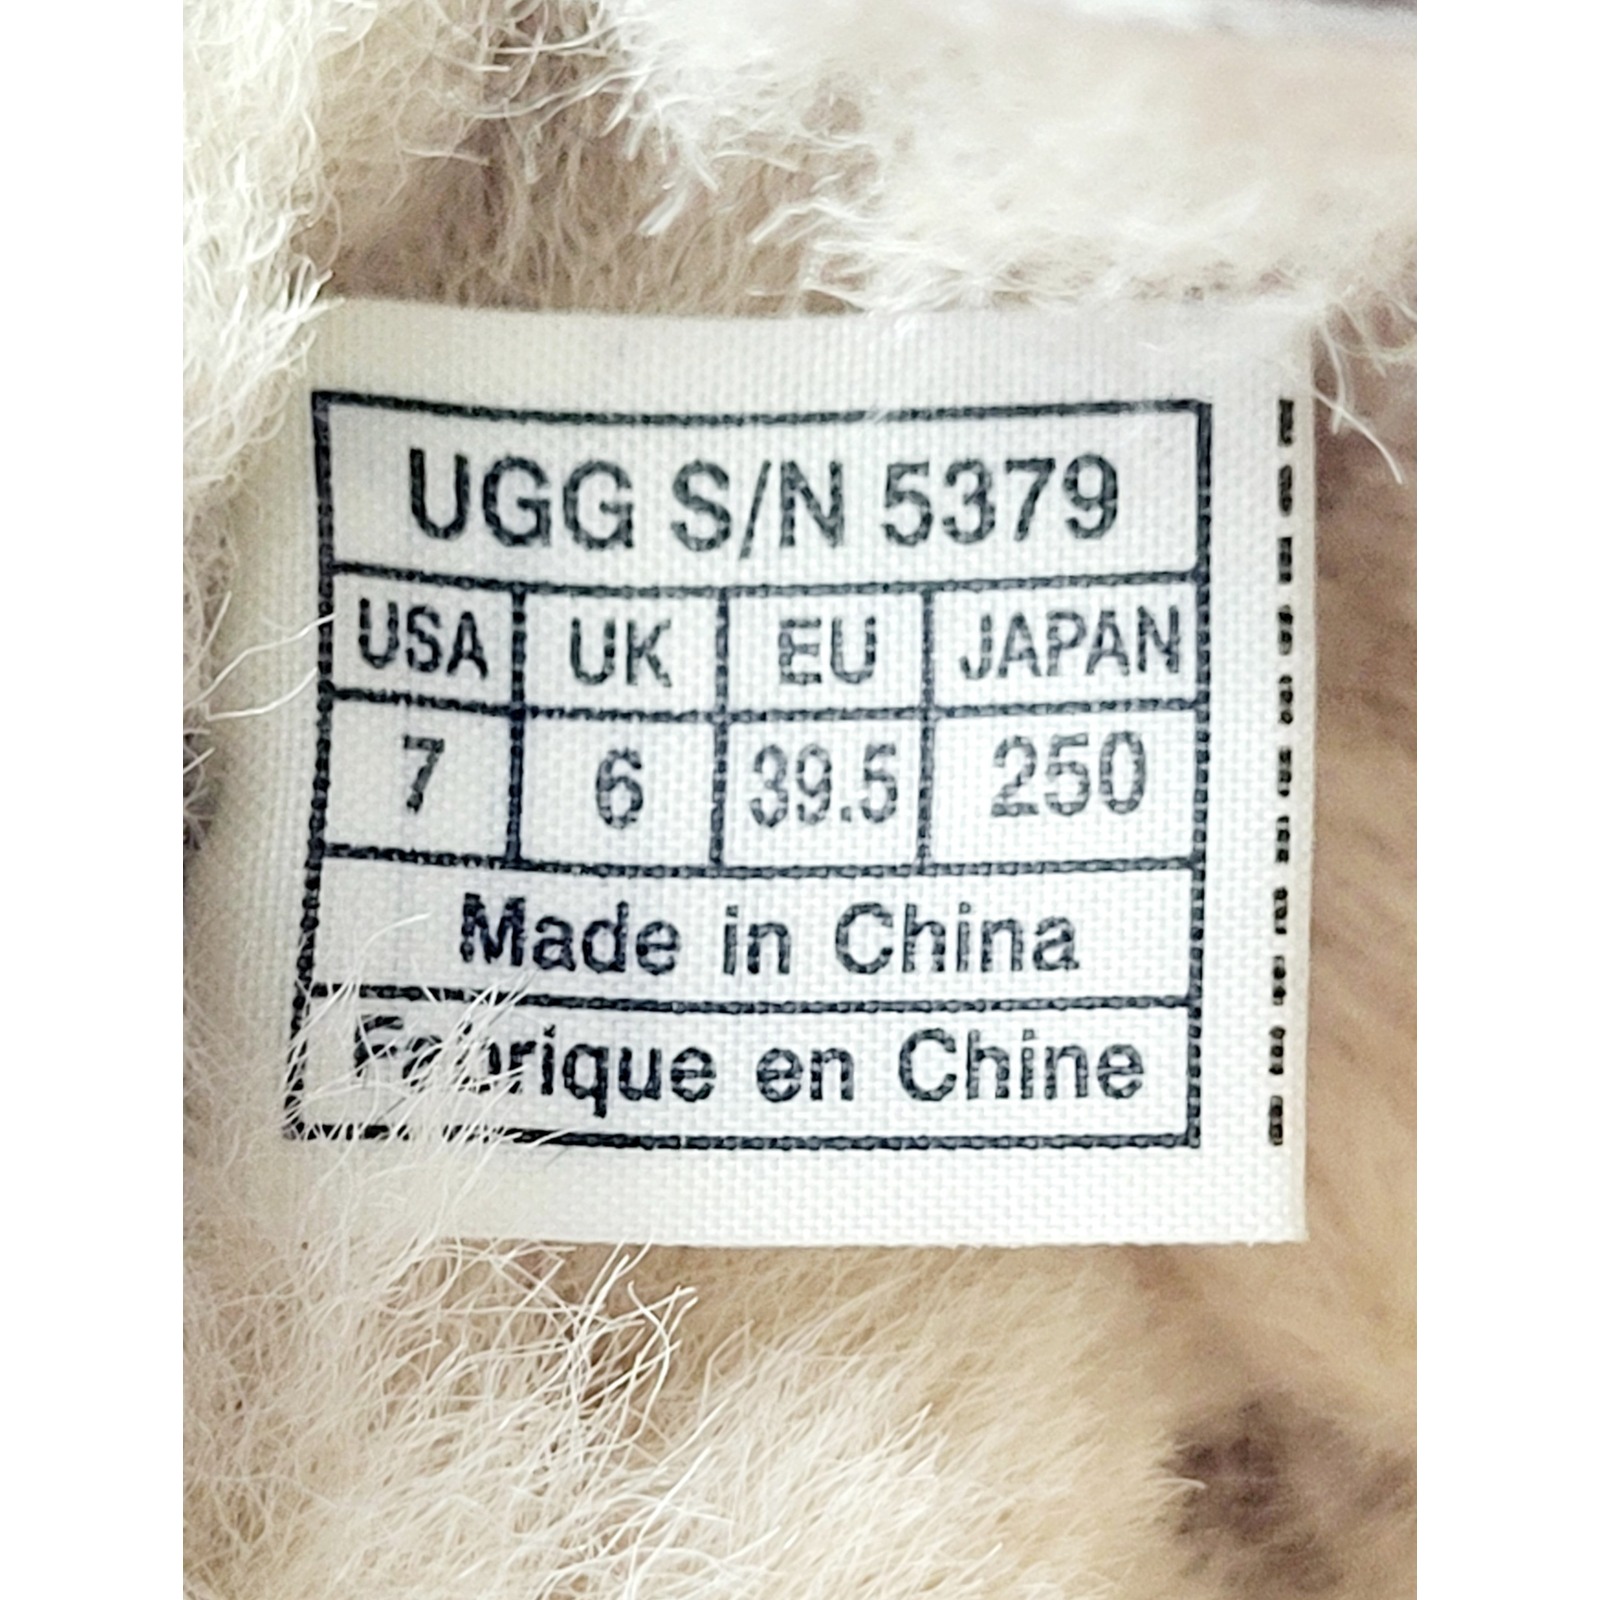 UGG S/N 5379
USA UK EU JAPAN
7 6 39.5 250
Made in China
Fabrique en Chine